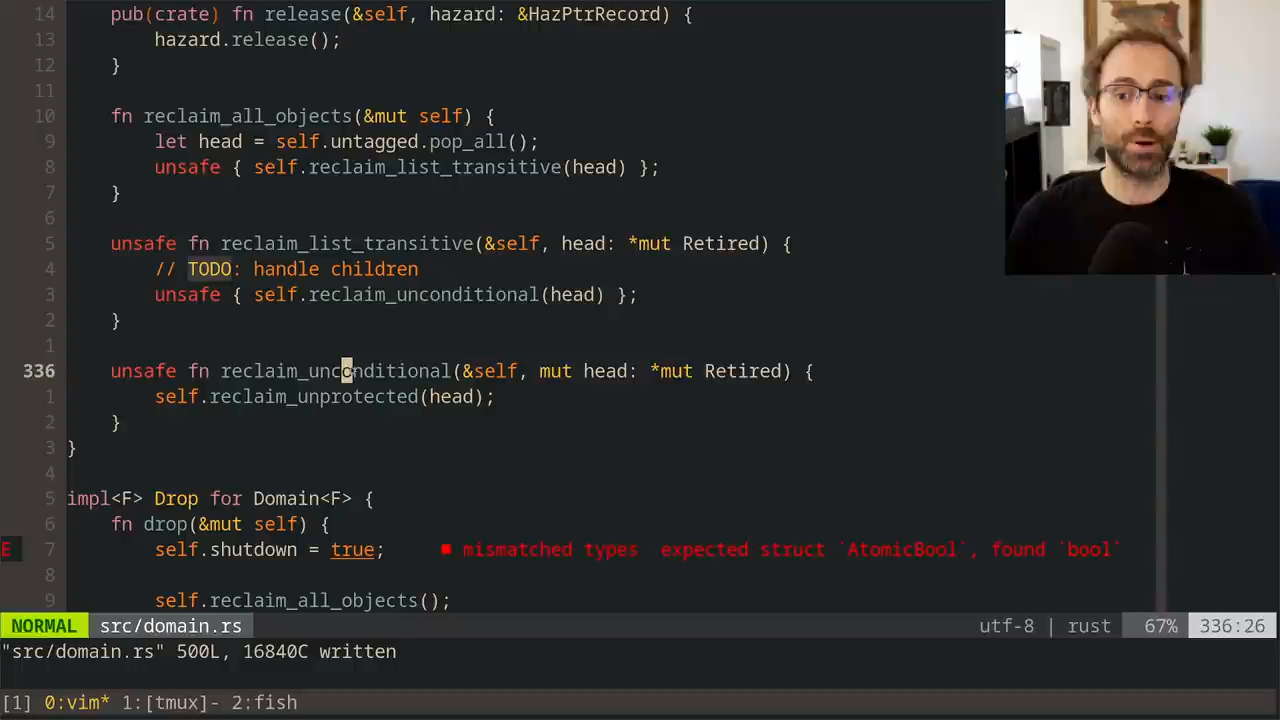 14 pub(crate) fn release(&self, hazard: &HazPtrRecord) {
13 hazard.release();
12 }
11
10 fn reclaim_all_objects(&mut self) {
9 let head = self.untagged.pop_all();
8 unsafe { self.reclaim_list_transitive(head) };
7 }
6
5 unsafe fn reclaim_list_transitive(&self, head: *mut Retired) {
4 // TODO: handle children
3 unsafe { self.reclaim_unconditional(head) };
2 }
1
336 unsafe fn reclaim_unconditional(&self, mut head: *mut Retired) {
1 self.reclaim_unprotected(head);
2 }
3 }
4
5 impl<F> Drop for Domain<F> {
6 fn drop(&mut self) {
E 7 self.shutdown = true; ■ mismatched types expected struct `AtomicBool`, found `bool`
8
9 self.reclaim_all_objects();
NORMAL src/domain.rs utf-8 | rust 67% 336:26
"src/domain.rs" 500L, 16840C written
[1] 0:vim* 1:[tmux]- 2:fish